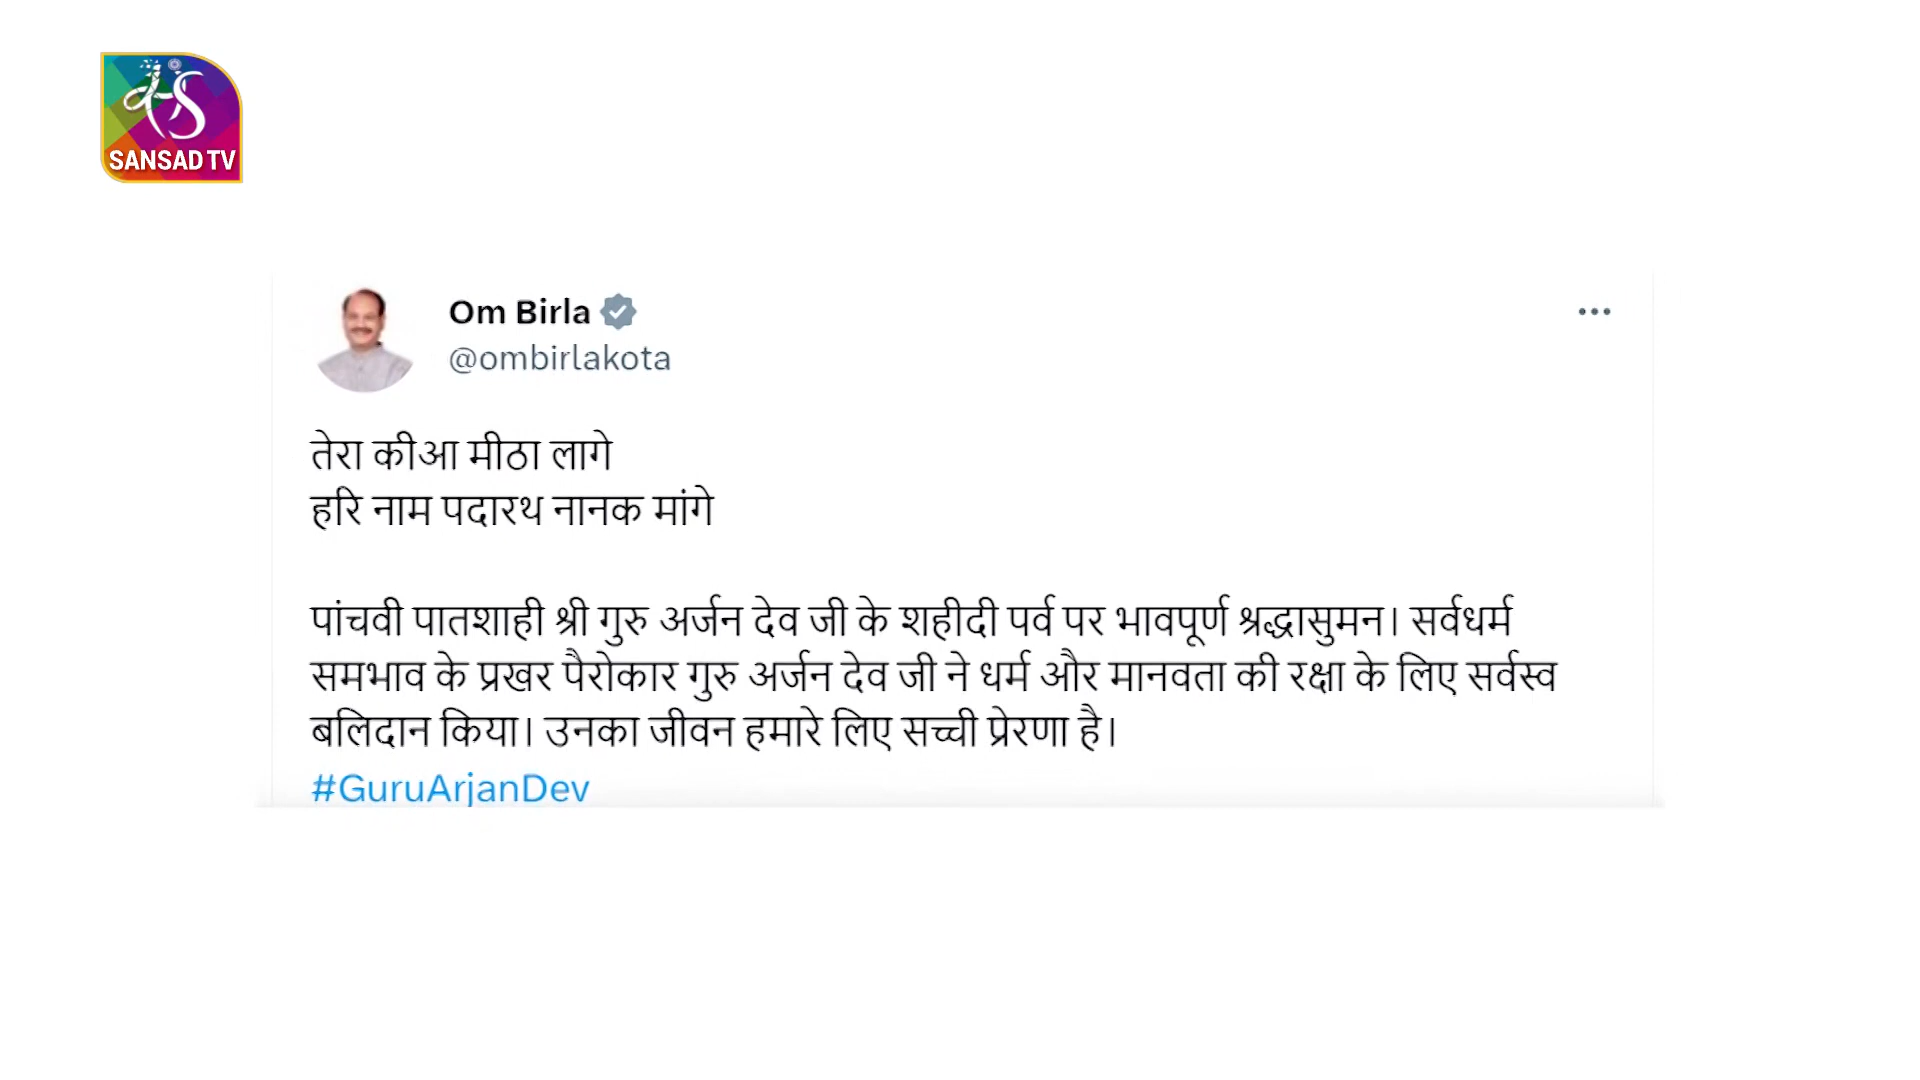 SANSAD TV
Om Birla
@ombirlakota
तेरा कीआ मीठा लागे
हरि नाम पदारथ नानक मांगे
पांचवी पातशाही श्री गुरु अर्जन देव जी के शहीदी पर्व पर भावपूर्ण श्रद्धासुमन। सर्वधर्म
समभाव के प्रखर पैरोकार गुरु अर्जन देव जी ने धर्म और मानवता की रक्षा के लिए सर्वस्व
बलिदान किया। उनका जीवन हमारे लिए सच्ची प्रेरणा है।
#GuruArjanDev